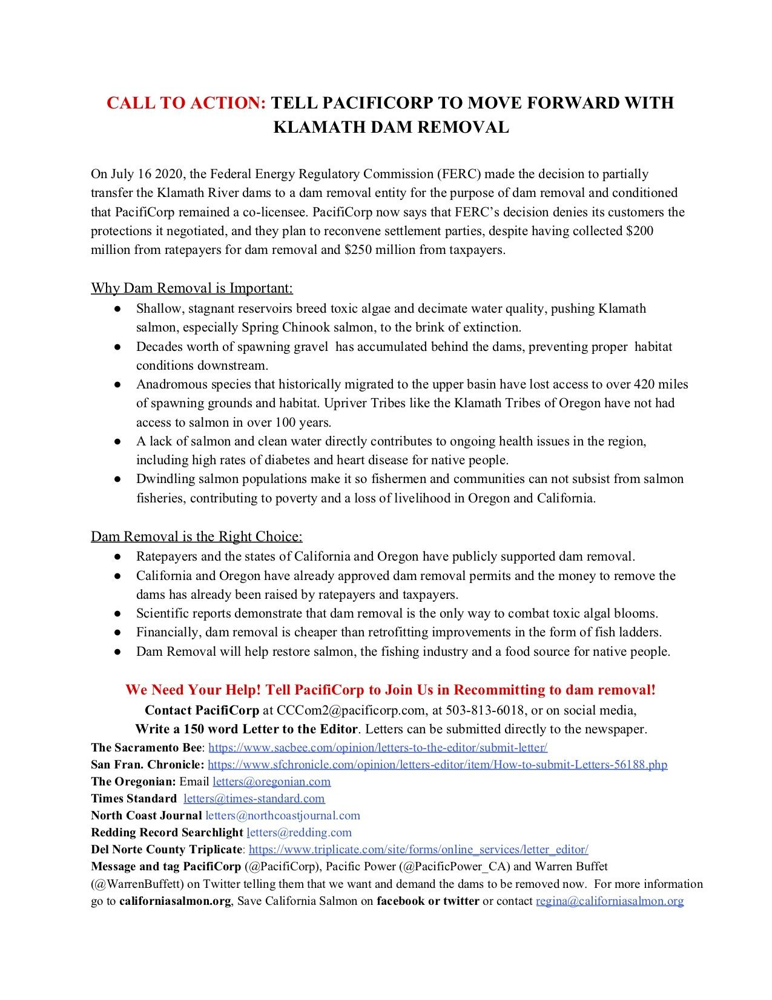 CALL TO ACTION: TELL PACIFICORP TO MOVE FORWARD WITH
KLAMATH DAM REMOVAL
On July 16 2020, the Federal Energy Regulatory Commission (FERC) made the decision to partially
transfer the Klamath River dams to a dam removal entity for the purpose of dam removal and conditioned
that PacifiCorp remained a co-licensee. PacifiCorp now says that FERC's decision denies its customers the
protections it negotiated, and they plan to reconvene settlement parties, despite having collected $200
million from ratepayers for dam removal and $250 million from taxpayers.
Why Dam Removal is Important:
● Shallow, stagnant reservoirs breed toxic algae and decimate water quality, pushing Klamath
salmon, especially Spring Chinook salmon, to the brink of extinction.
● Decades worth of spawning gravel  has accumulated behind the dams, preventing proper  habitat
conditions downstream.
● Anadromous species that historically migrated to the upper basin have lost access to over 420 miles
of spawning grounds and habitat. Upriver Tribes like the Klamath Tribes of Oregon have not had
access to salmon in over 100 years.
● A lack of salmon and clean water directly contributes to ongoing health issues in the region,
including high rates of diabetes and heart disease for native people.
● Dwindling salmon populations make it so fishermen and communities can not subsist from salmon
fisheries, contributing to poverty and a loss of livelihood in Oregon and California.
Dam Removal is the Right Choice:
● Ratepayers and the states of California and Oregon have publicly supported dam removal.
● California and Oregon have already approved dam removal permits and the money to remove the
dams has already been raised by ratepayers and taxpayers.
● Scientific reports demonstrate that dam removal is the only way to combat toxic algal blooms.
● Financially, dam removal is cheaper than retrofitting improvements in the form of fish ladders.
● Dam Removal will help restore salmon, the fishing industry and a food source for native people.
We Need Your Help! Tell PacifiCorp to Join Us in Recommitting to dam removal!
Contact PacifiCorp at CCCom2@pacificorp.com, at 503-813-6018, or on social media,
Write a 150 word Letter to the Editor. Letters can be submitted directly to the newspaper.
The Sacramento Bee: https://www.sacbee.com/opinion/letters-to-the-editor/submit-letter/
San Fran. Chronicle: https://www.sfchronicle.com/opinion/letters-editor/item/How-to-submit-Letters-56188.php
The Oregonian: Email letters@oregonian.com
Times Standard  letters@times-standard.com
North Coast Journal letters@northcoastjournal.com
Redding Record Searchlight letters@redding.com
Del Norte County Triplicate: https://www.triplicate.com/site/forms/online_services/letter_editor/
Message and tag PacifiCorp (@PacifiCorp), Pacific Power (@PacificPower_CA) and Warren Buffet
(@WarrenBuffett) on Twitter telling them that we want and demand the dams to be removed now.  For more information
go to californiasalmon.org, Save California Salmon on facebook or twitter or contact regina@californiasalmon.org